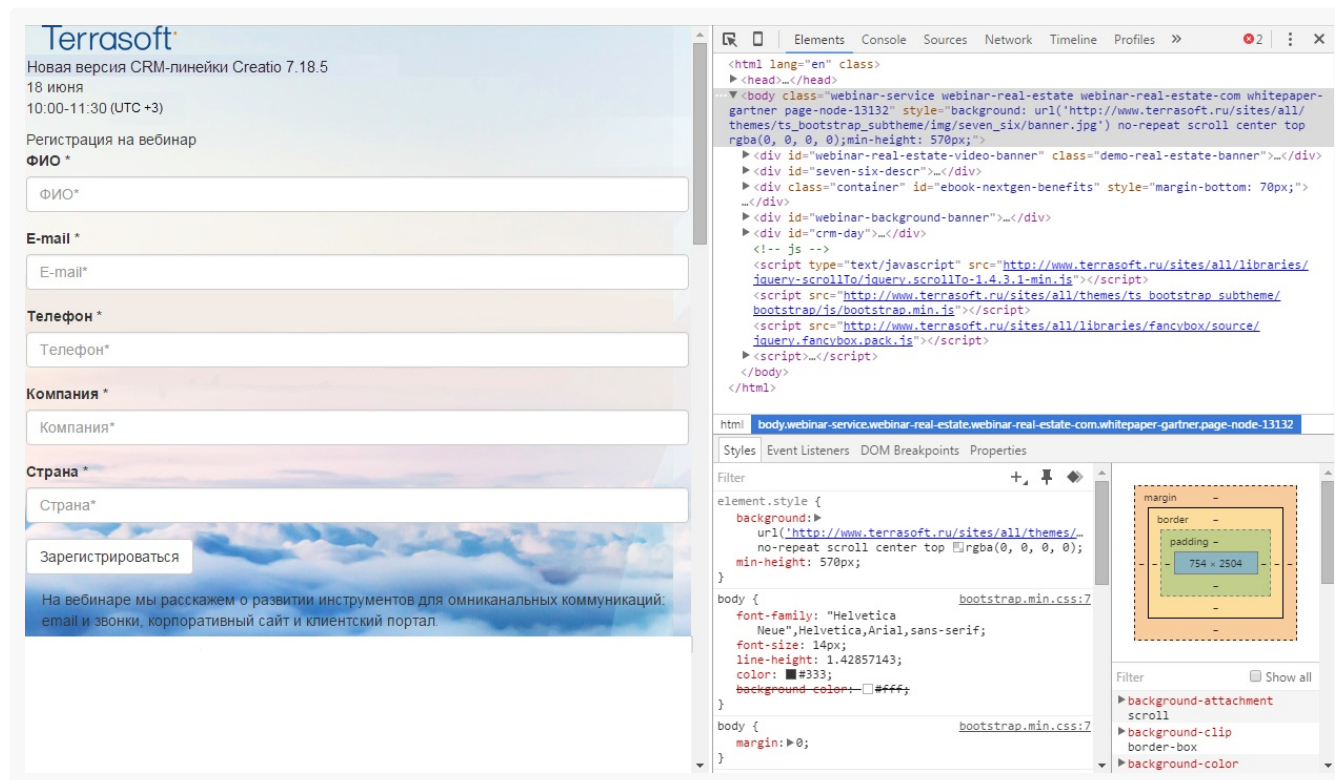 Terrasoft
Новая версия CRM-линейки Creatio 7.18.5
18 июня
10:00-11:30 (UTC +3)
Регистрация на вебинар
ФИО *
ФИО*
E-mail *
E-mail*
Телефон *
Телефон*
Компания *
Компания*
Страна *
Страна*
Зарегистрироваться
На вебинаре мы расскажем о развитии инструментов для омниканальных коммуникаций:
email и звонки, корпоративный сайт и клиентский портал.
Elements Console Sources Network Timeline Profiles » 2
<html lang="en" class>
▶<head>…</head>
…▼<body class="webinar-service webinar-real-estate webinar-real-estate-com whitepaper-
gartner page-node-13132" style="background: url('http://www.terrasoft.ru/sites/all/
themes/ts_bootstrap_subtheme/img/seven_six/banner.jpg') no-repeat scroll center top
rgba(0, 0, 0, 0);min-height: 570px;">
▶<div id="webinar-real-estate-video-banner" class="demo-real-estate-banner">…</div>
▶<div id="seven-six-descr">…</div>
▶<div class="container" id="ebook-nextgen-benefits" style="margin-bottom: 70px;">
…</div>
▶<div id="webinar-background-banner">…</div>
▶<div id="crm-day">…</div>
<!-- js -->
<script type="text/javascript" src="http://www.terrasoft.ru/sites/all/libraries/
jquery-scrollTo/jquery.scrollTo-1.4.3.1-min.js"></script>
<script src="http://www.terrasoft.ru/sites/all/themes/ts_bootstrap_subtheme/
bootstrap/js/bootstrap.min.js"></script>
<script src="http://www.terrasoft.ru/sites/all/libraries/fancybox/source/
jquery.fancybox.pack.js"></script>
▶<script>…</script>
</body>
</html>
html body.webinar-service.webinar-real-estate.webinar-real-estate-com.whitepaper-gartner.page-node-13132
Styles Event Listeners DOM Breakpoints Properties
Filter
element.style {
background:▶
url('http://www.terrasoft.ru/sites/all/themes/…
no-repeat scroll center top rgba(0, 0, 0, 0);
min-height: 570px;
}
body { bootstrap.min.css:7
font-family: "Helvetica
Neue",Helvetica,Arial,sans-serif;
font-size: 14px;
line-height: 1.42857143;
color: #333;
background-color: #fff;
}
body { bootstrap.min.css:7
margin:▶0;
}
margin –
border –
padding –
– – – 754 × 2504 – – –
–
–
–
Filter Show all
▶background-attachment
scroll
▶background-clip
border-box
▶background-color